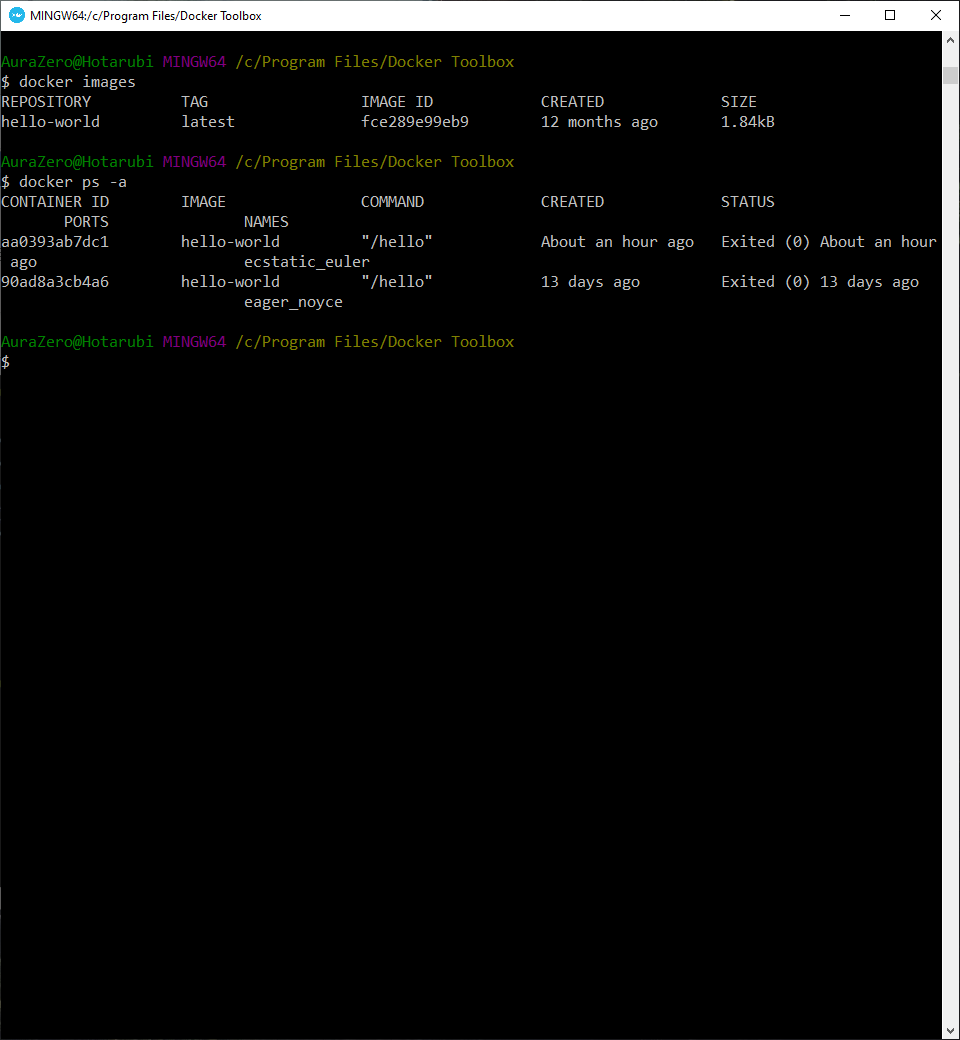 MINGW64:/c/Program Files/Docker Toolbox
AuraZero@Hotarubi MINGW64 /c/Program Files/Docker Toolbox
$ docker images
REPOSITORY          TAG                 IMAGE ID            CREATED             SIZE
hello-world         latest              fce289e99eb9        12 months ago       1.84kB
AuraZero@Hotarubi MINGW64 /c/Program Files/Docker Toolbox
$ docker ps -a
CONTAINER ID        IMAGE               COMMAND             CREATED             STATUS
       PORTS               NAMES
aa0393ab7dc1        hello-world         "/hello"            About an hour ago   Exited (0) About an hour
 ago                       ecstatic_euler
90ad8a3cb4a6        hello-world         "/hello"            13 days ago         Exited (0) 13 days ago
                           eager_noyce
AuraZero@Hotarubi MINGW64 /c/Program Files/Docker Toolbox
$